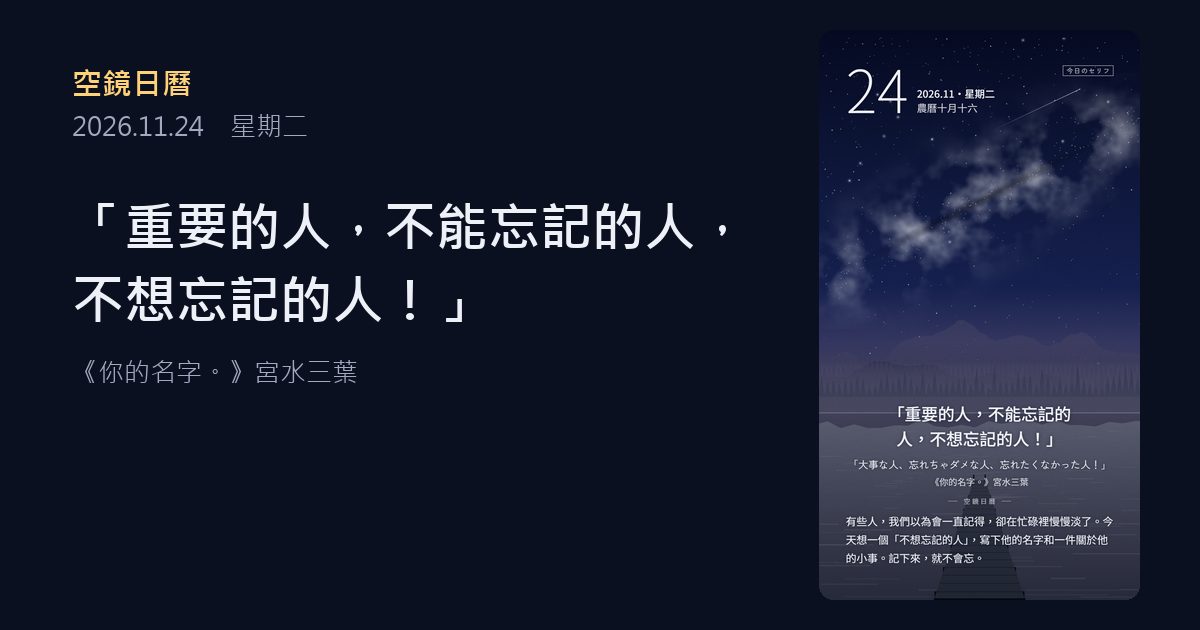 空鏡日曆
2026.11.24 星期二
「重要的人，不能忘記的人，
不想忘記的人！」
《你的名字。》宮水三葉
24
2026.11・星期二
農曆十月十六
今日のセリフ
「重要的人，不能忘記的
人，不想忘記的人！」
「大事な人、忘れちゃダメな人、忘れたくなかった人！」
《你的名字。》宮水三葉
— 空鏡日曆 —
有些人，我們以為會一直記得，卻在忙碌裡慢慢淡了。今
天想一個「不想忘記的人」，寫下他的名字和一件關於他
的小事。記下來，就不會忘。